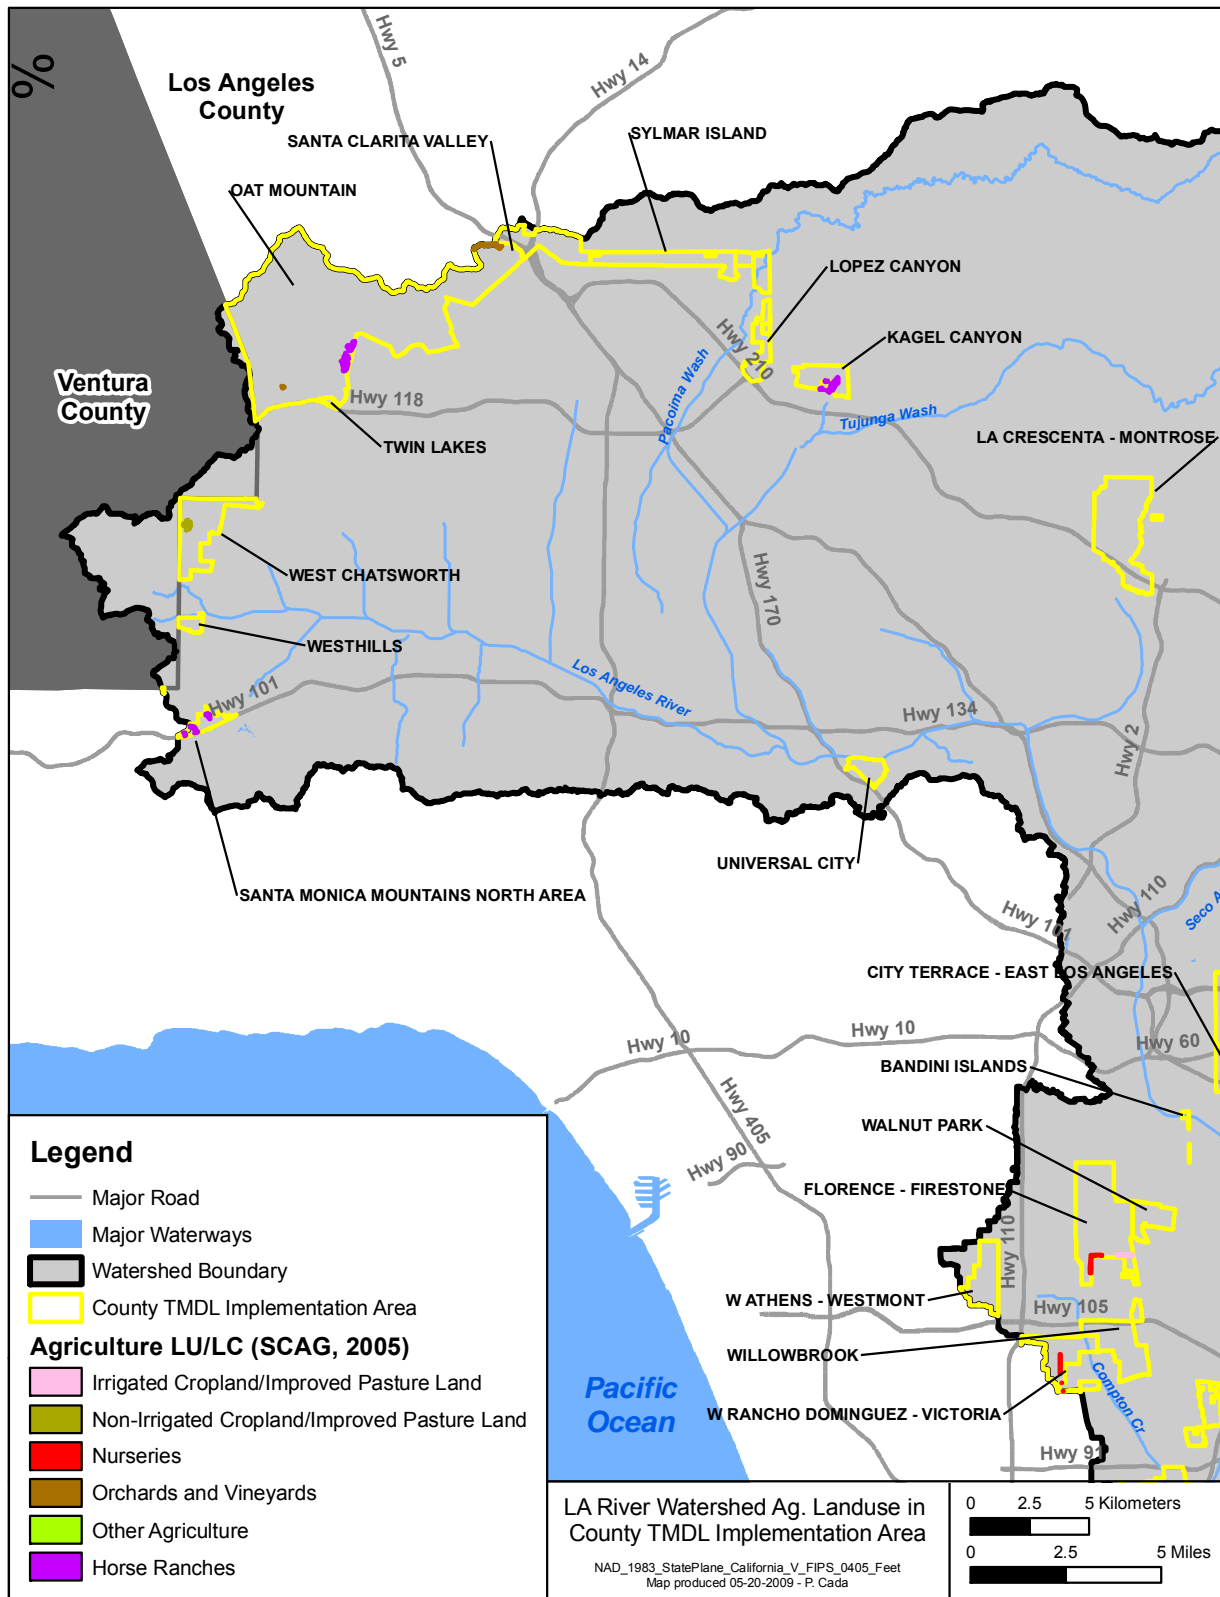 %
Los Angeles
County
Hwy 5
Hwy 14
SANTA CLARITA VALLEY
SYLMAR ISLAND
OAT MOUNTAIN
LOPEZ CANYON
KAGEL CANYON
Hwy 210
Pacoima Wash
Ventura
County
Hwy 118
Tujunga Wash
TWIN LAKES
LA CRESCENTA - MONTROSE
WEST CHATSWORTH
Hwy 170
WESTHILLS
Los Angeles River
Hwy 101
Hwy 134
Hwy 2
UNIVERSAL CITY
SANTA MONICA MOUNTAINS NORTH AREA
Hwy 110
Seco A
Hwy 101
CITY TERRACE - EAST LOS ANGELES
Hwy 10
Hwy 10
Hwy 60
BANDINI ISLANDS
Hwy 405
WALNUT PARK
Hwy 90
FLORENCE - FIRESTONE
Hwy 110
W ATHENS - WESTMONT
Hwy 105
WILLOWBROOK
Compton Cr
W RANCHO DOMINGUEZ - VICTORIA
Hwy 91
Pacific
Ocean
Legend
Major Road
Major Waterways
Watershed Boundary
County TMDL Implementation Area
Agriculture LU/LC (SCAG, 2005)
Irrigated Cropland/Improved Pasture Land
Non-Irrigated Cropland/Improved Pasture Land
Nurseries
Orchards and Vineyards
Other Agriculture
Horse Ranches
LA River Watershed Ag. Landuse in
County TMDL Implementation Area
NAD_1983_StatePlane_California_V_FIPS_0405_Feet
Map produced 05-20-2009 - P. Cada
0 2.5 5 Kilometers
0 2.5 5 Miles